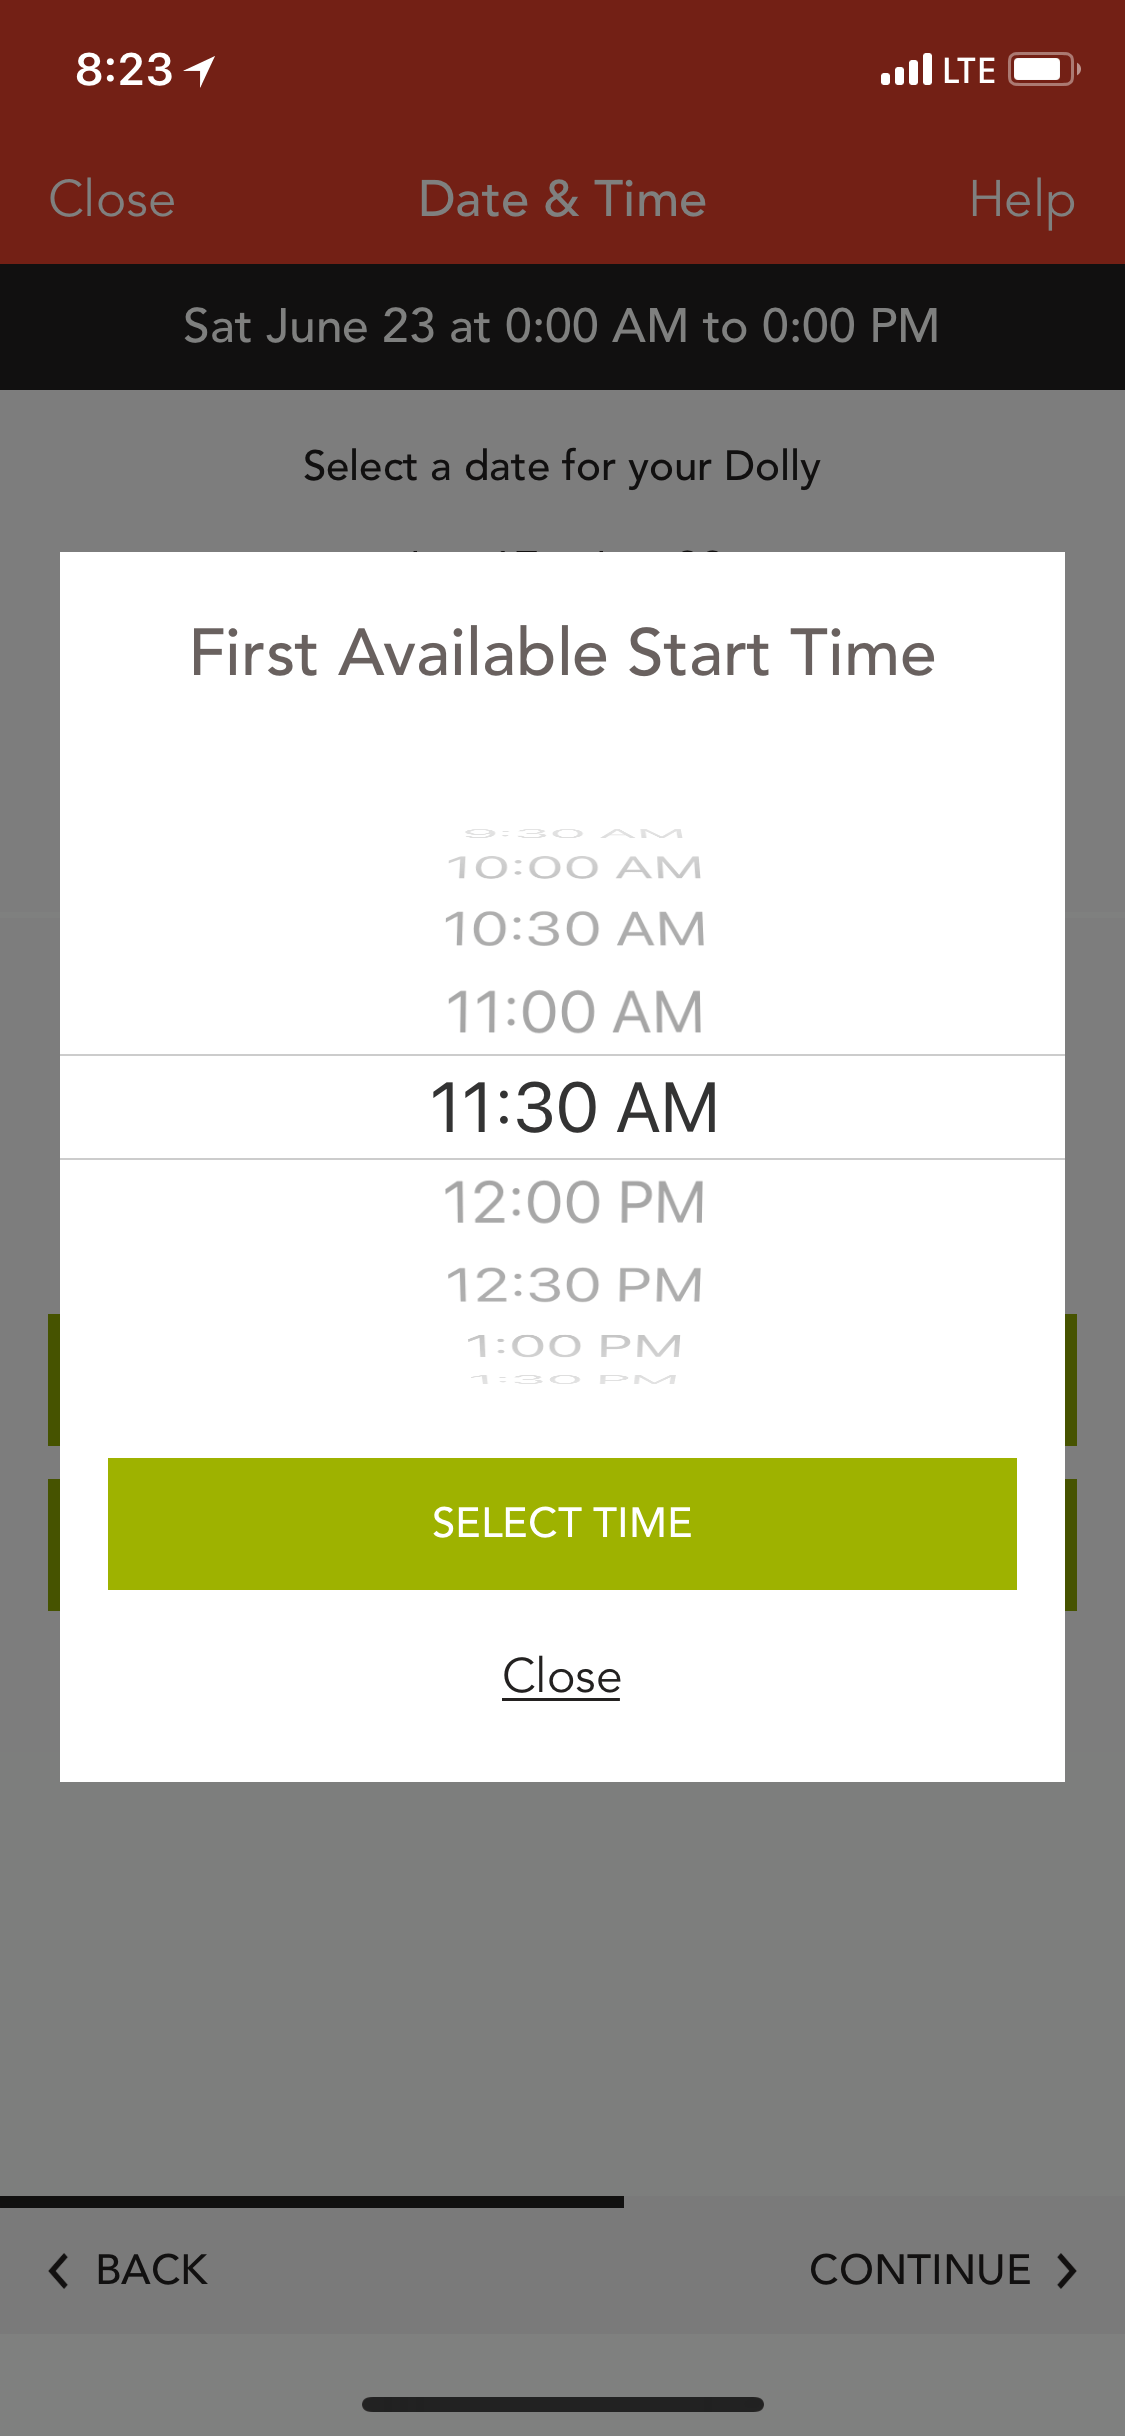 8:23 LTE
Close Date & Time Help
Sat June 23 at 0:00 AM to 0:00 PM
Select a date for your Dolly
First Available Start Time
9:30 AM
10:00 AM
10:30 AM
11:00 AM
11:30 AM
12:00 PM
12:30 PM
1:00 PM
1:30 PM
SELECT TIME
Close
BACK CONTINUE